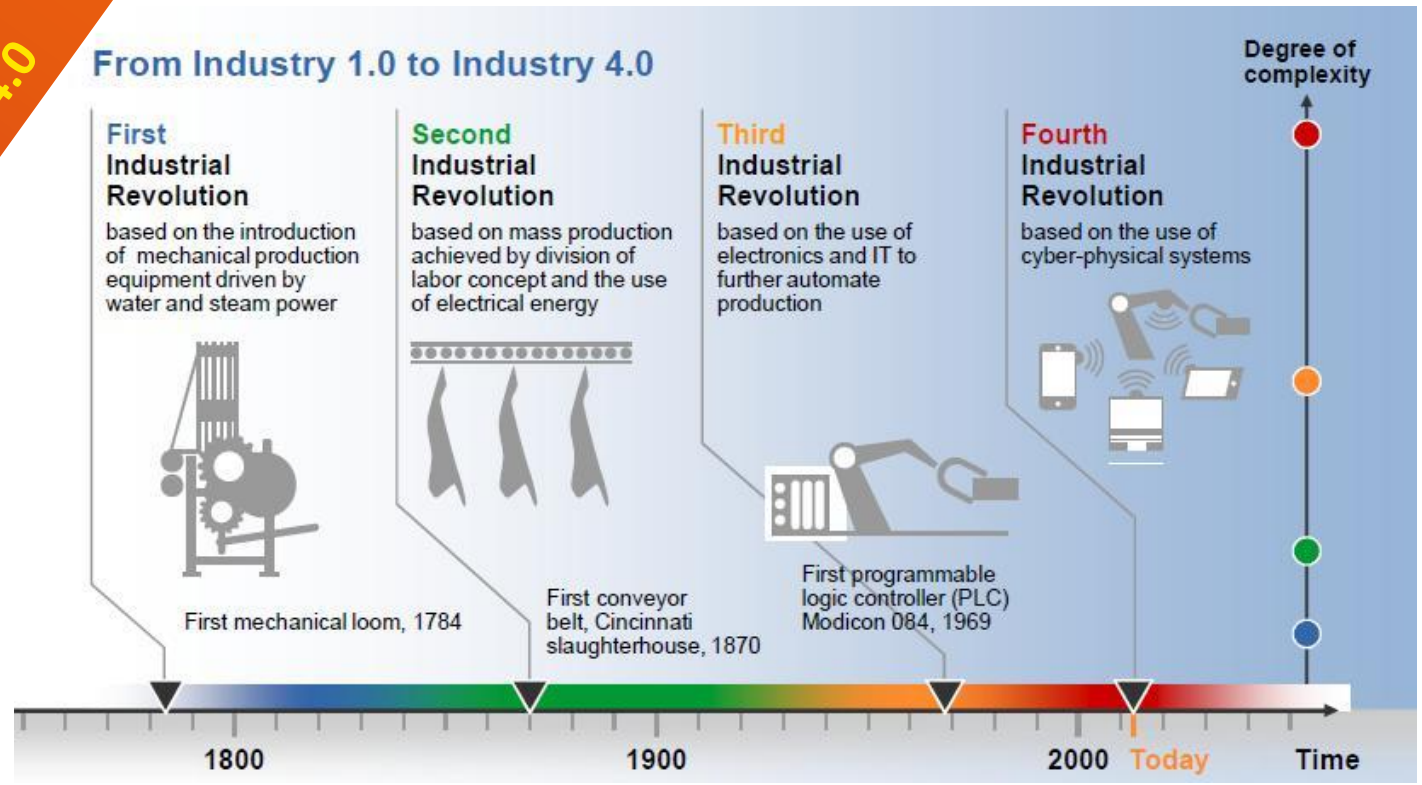 4.0
From Industry 1.0 to Industry 4.0
Degree of
complexity
First
Industrial
Revolution
based on the introduction
of mechanical production
equipment driven by
water and steam power
First mechanical loom, 1784
Second
Industrial
Revolution
based on mass production
achieved by division of
labor concept and the use
of electrical energy
First conveyor
belt, Cincinnati
slaughterhouse, 1870
Third
Industrial
Revolution
based on the use of
electronics and IT to
further automate
production
First programmable
logic controller (PLC)
Modicon 084, 1969
Fourth
Industrial
Revolution
based on the use of
cyber-physical systems
1800
1900
2000
Today
Time